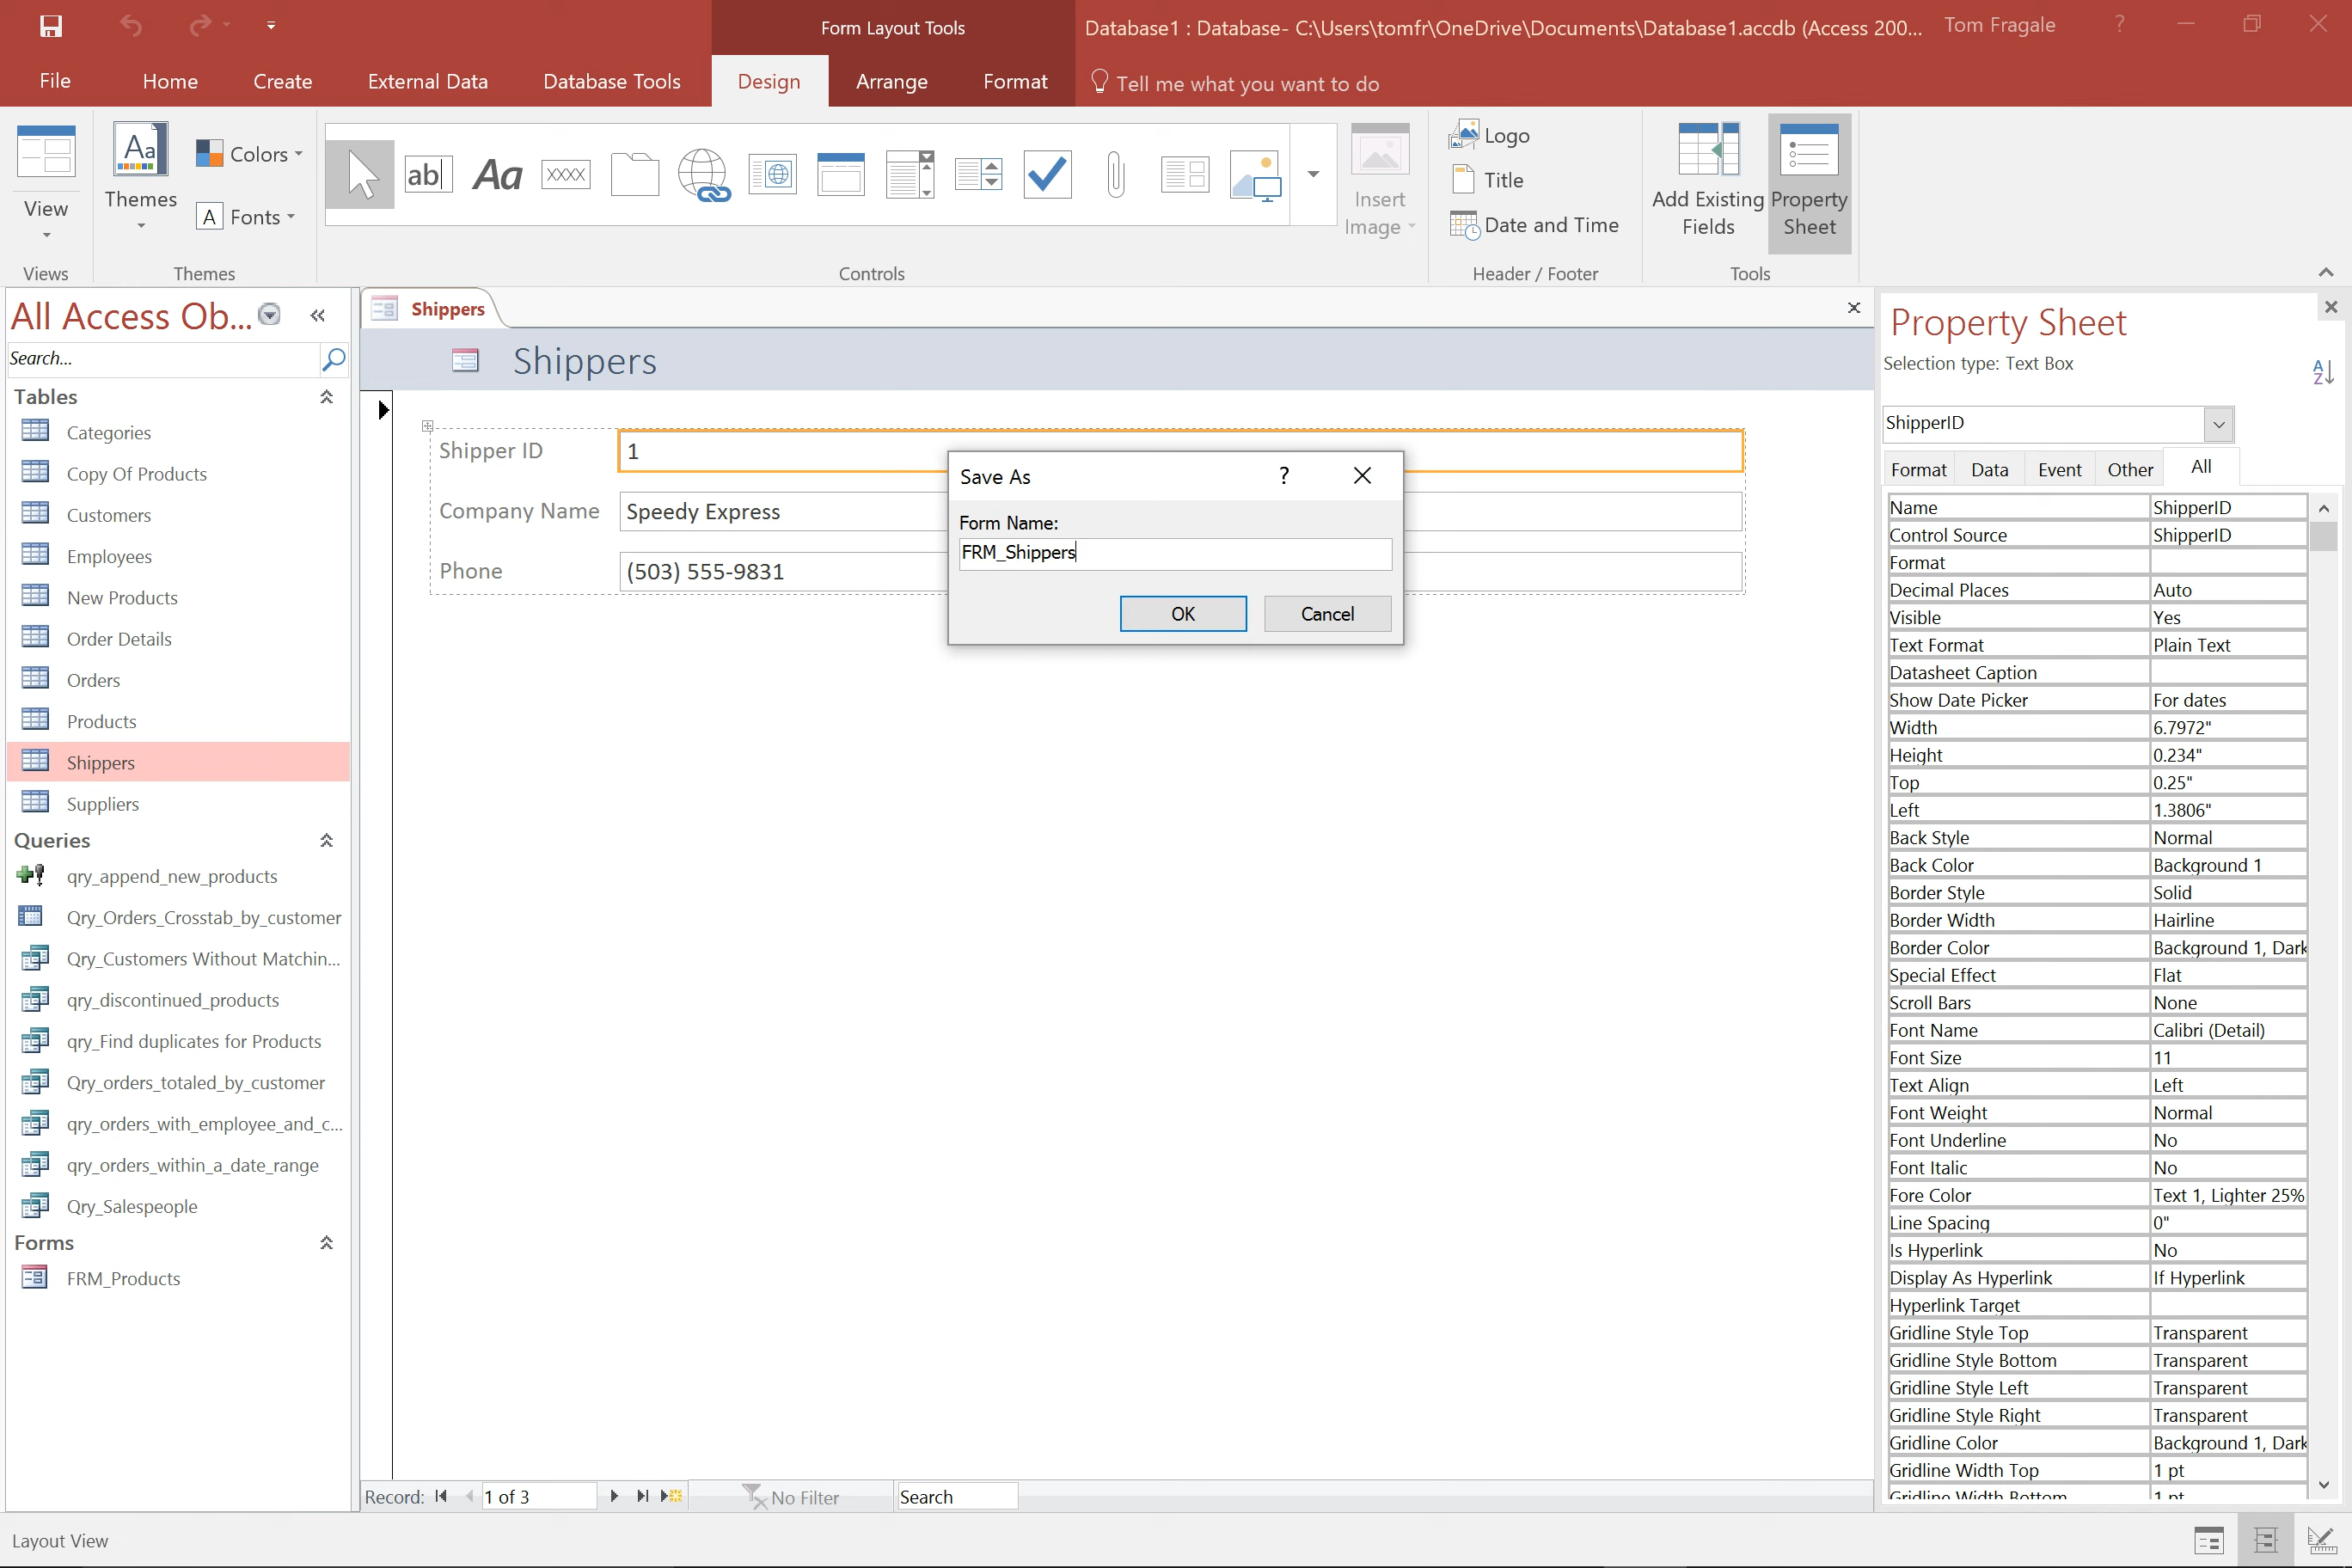 Form Layout Tools
Database1 : Database- C:\Users\tomfr\OneDrive\Documents\Database1.accdb (Access 200...
Tom Fragale
?
File
Home
Create
External Data
Database Tools
Design
Arrange
Format
Tell me what you want to do
View
Views
Aa
Themes
Colors
A Fonts
Themes
ab
Aa
XXXX
Controls
Insert
Image
Logo
Title
Date and Time
Header / Footer
Add Existing
Fields
Property
Sheet
Tools
All Access Ob...
Search...
Tables
Categories
Copy Of Products
Customers
Employees
New Products
Order Details
Orders
Products
Shippers
Suppliers
Queries
qry_append_new_products
Qry_Orders_Crosstab_by_customer
Qry_Customers Without Matchin...
qry_discontinued_products
qry_Find duplicates for Products
Qry_orders_totaled_by_customer
qry_orders_with_employee_and_c...
qry_orders_within_a_date_range
Qry_Salespeople
Forms
FRM_Products
Shippers
Shippers
Shipper ID
1
Company Name
Speedy Express
Phone
(503) 555-9831
Save As
?
Form Name:
FRM_Shippers
OK
Cancel
Record:
1 of 3
No Filter
Search
Property Sheet
Selection type: Text Box
A
Z
ShipperID
Format
Data
Event
Other
All
Name ShipperID
Control Source ShipperID
Format
Decimal Places Auto
Visible Yes
Text Format Plain Text
Datasheet Caption
Show Date Picker For dates
Width 6.7972"
Height 0.234"
Top 0.25"
Left 1.3806"
Back Style Normal
Back Color Background 1
Border Style Solid
Border Width Hairline
Border Color Background 1, Dark
Special Effect Flat
Scroll Bars None
Font Name Calibri (Detail)
Font Size 11
Text Align Left
Font Weight Normal
Font Underline No
Font Italic No
Fore Color Text 1, Lighter 25%
Line Spacing 0"
Is Hyperlink No
Display As Hyperlink If Hyperlink
Hyperlink Target
Gridline Style Top Transparent
Gridline Style Bottom Transparent
Gridline Style Left Transparent
Gridline Style Right Transparent
Gridline Color Background 1, Dark
Gridline Width Top 1 pt
Gridline Width Bottom 1 pt
Layout View